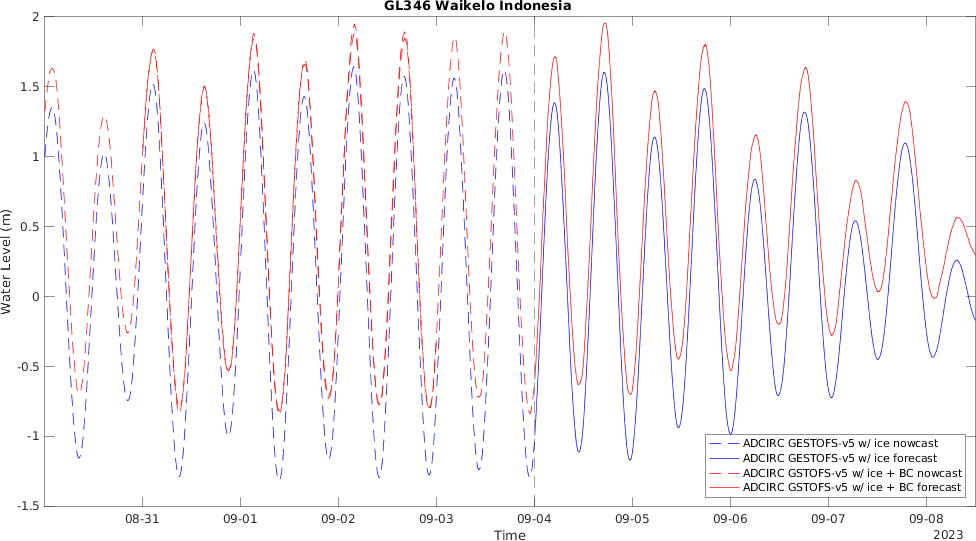 GL346 Waikelo Indonesia
2
1.5
1
0.5
0
-0.5
-1
-1.5
Water Level (m)
08-31 09-01 09-02 09-03 09-04 09-05 09-06 09-07 09-08
Time
2023
ADCIRC GESTOFS-v5 w/ ice nowcast
ADCIRC GESTOFS-v5 w/ ice forecast
ADCIRC GSTOFS-v5 w/ ice + BC nowcast
ADCIRC GSTOFS-v5 w/ ice + BC forecast